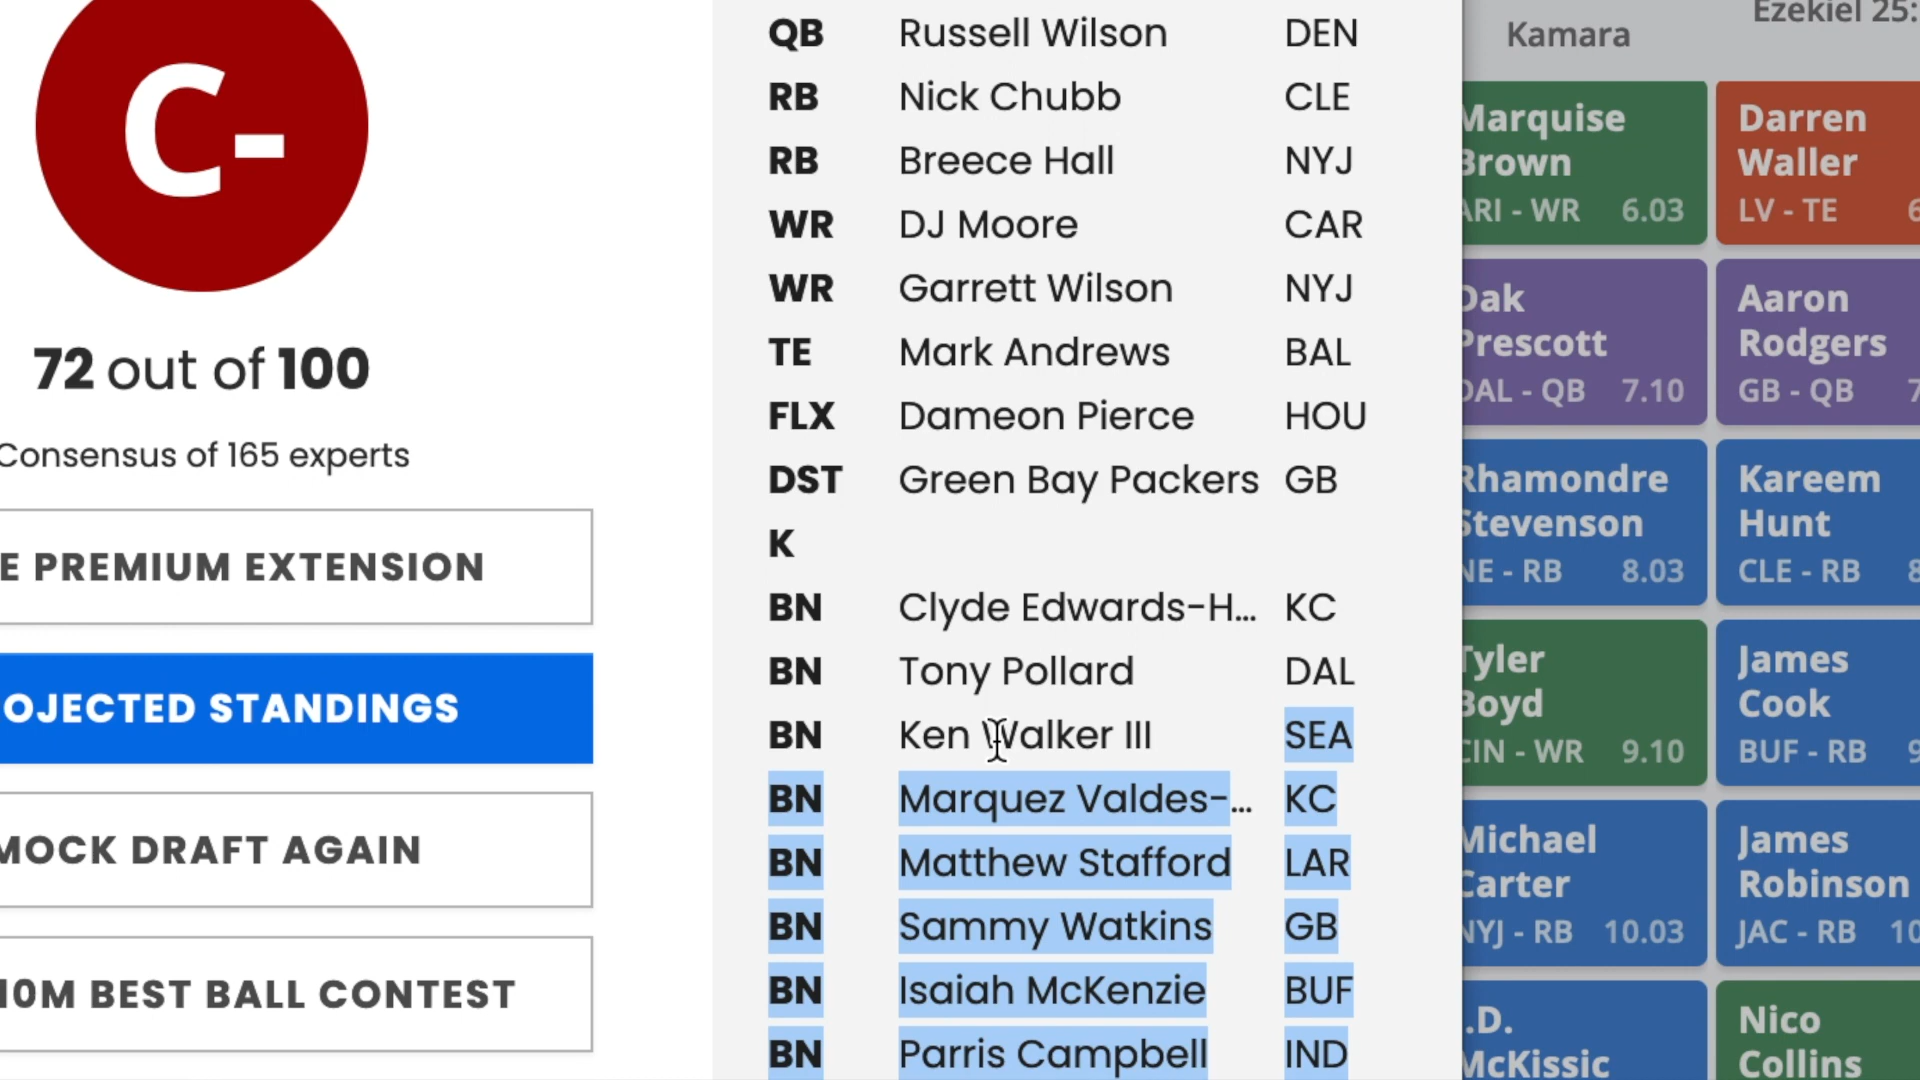 C-
72 out of 100
Consensus of 165 experts
E PREMIUM EXTENSION
OJECTED STANDINGS
MOCK DRAFT AGAIN
10M BEST BALL CONTEST
QB Russell Wilson DEN
RB Nick Chubb CLE
RB Breece Hall NYJ
WR DJ Moore CAR
WR Garrett Wilson NYJ
TE Mark Andrews BAL
FLX Dameon Pierce HOU
DST Green Bay Packers GB
K
BN Clyde Edwards-H... KC
BN Tony Pollard DAL
BN Ken Walker III SEA
BN Marquez Valdes-... KC
BN Matthew Stafford LAR
BN Sammy Watkins GB
BN Isaiah McKenzie BUF
BN Parris Campbell IND
Kamara
Ezekiel 25:
Marquise
Brown
ARI - WR 6.03
Darren
Waller
LV - TE 6
Dak
Prescott
DAL - QB 7.10
Aaron
Rodgers
GB - QB 7
Rhamondre
Stevenson
NE - RB 8.03
Kareem
Hunt
CLE - RB 8
Tyler
Boyd
CIN - WR 9.10
James
Cook
BUF - RB 9
Michael
Carter
NYJ - RB 10.03
James
Robinson
JAC - RB 10
.D.
McKissic
Nico
Collins